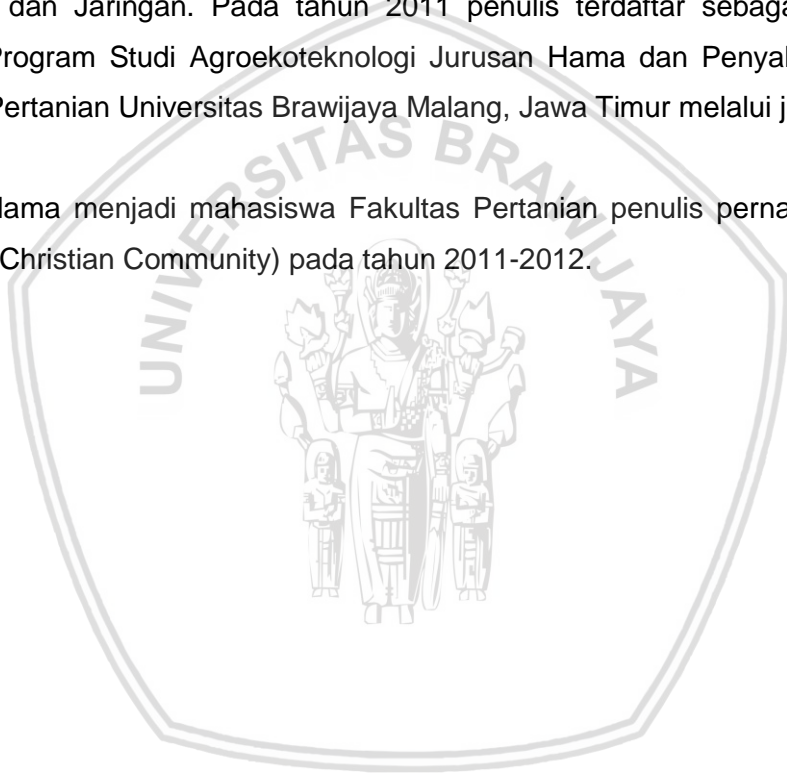 dan Jaringan. Pada tahun 2011 penulis terdaftar sebaga
Program Studi Agroekoteknologi Jurusan Hama dan Penyal
Pertanian Universitas Brawijaya Malang, Jawa Timur melalui j
UNIVERSITAS BRAWIJAYA
lama menjadi mahasiswa Fakultas Pertanian penulis perna
Christian Community) pada tahun 2011-2012.